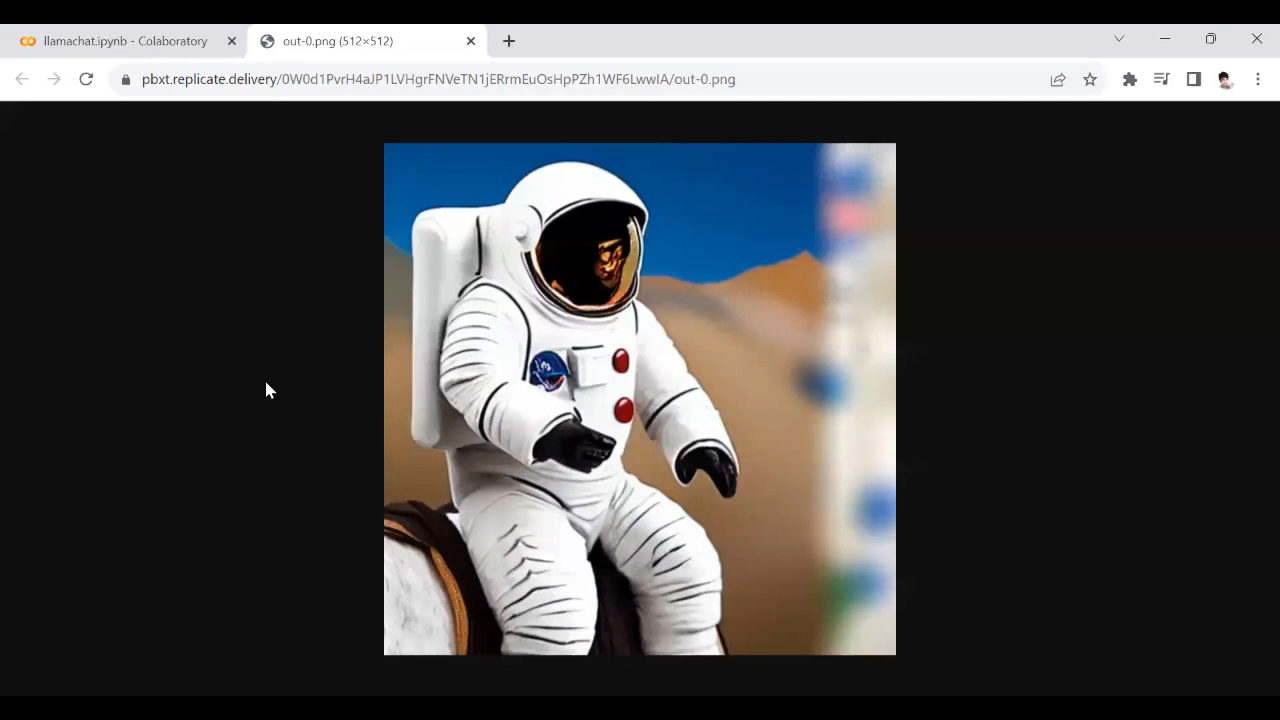 llamachat.ipynb - Colaboratory
out-0.png (512×512)
pbxt.replicate.delivery/0W0d1PvrH4aJP1LVHgrFNVeTN1jERrmEuOsHpPZh1WF6LwwIA/out-0.png